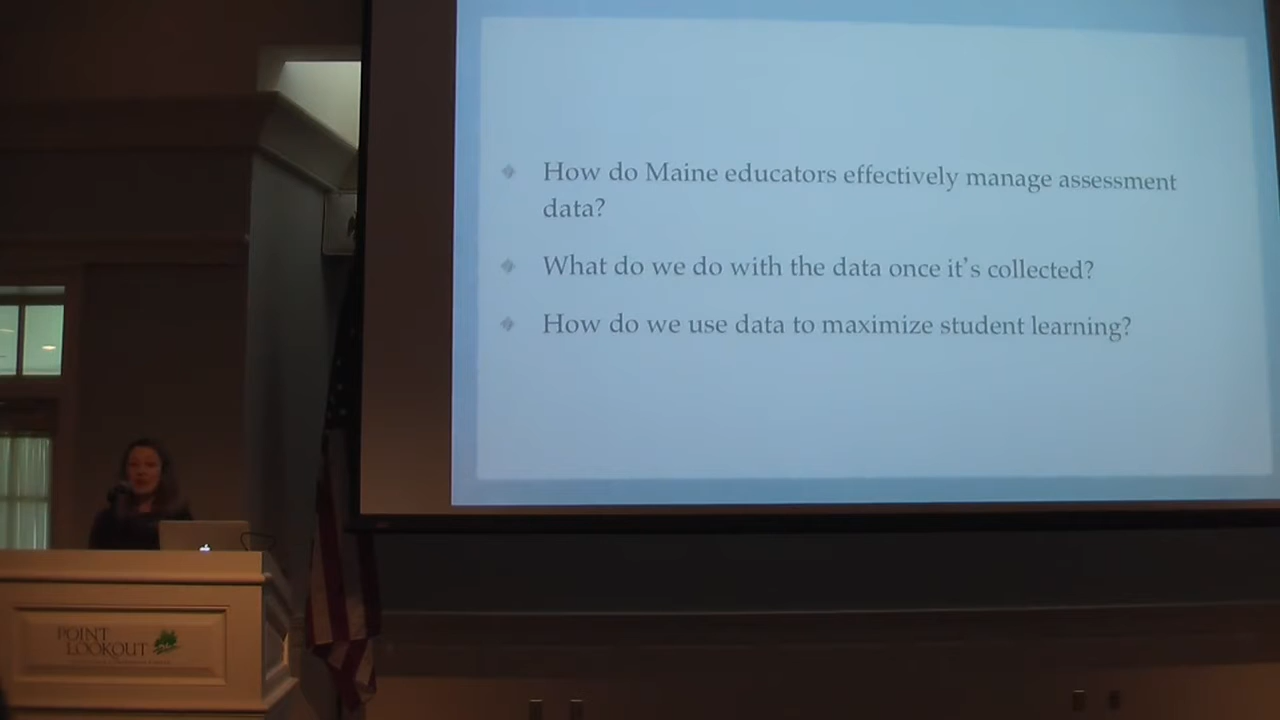 How do Maine educators effectively manage assessment
data?
What do we do with the data once it's collected?
How do we use data to maximize student learning?
POINT
LOOKOUT